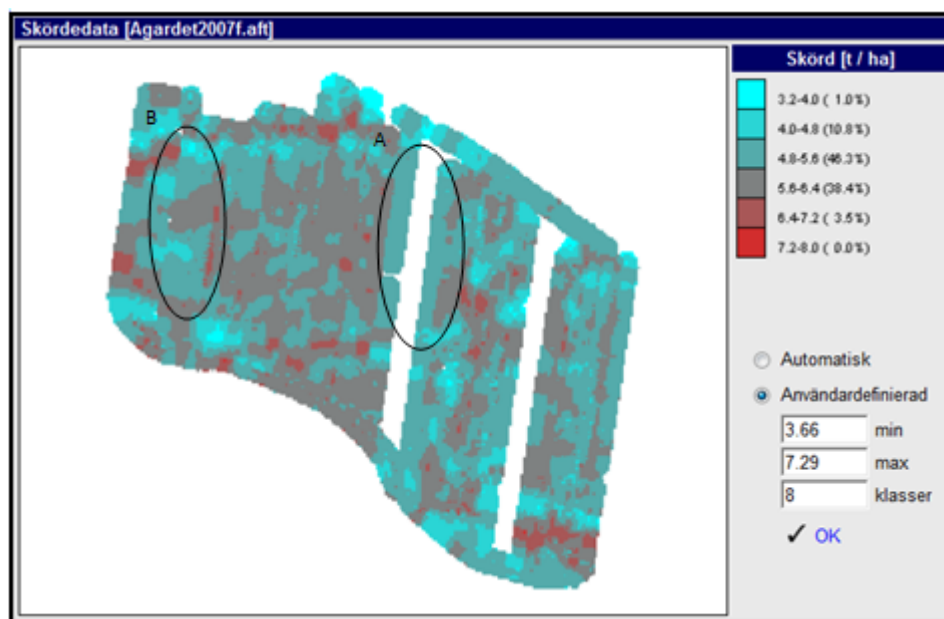 Skördedata [Agardet2007f.aft]
Skörd [t / ha]
3.2-4.0 ( 1.0%)
4.0-4.8 (10.8%)
4.8-5.6 (46.3%)
5.6-6.4 (38.4%)
6.4-7.2 ( 3.5%)
7.2-8.0 ( 0.0%)
B
A
Automatisk
Användardefinierad
3.66 min
7.29 max
8 klasser
✓ OK